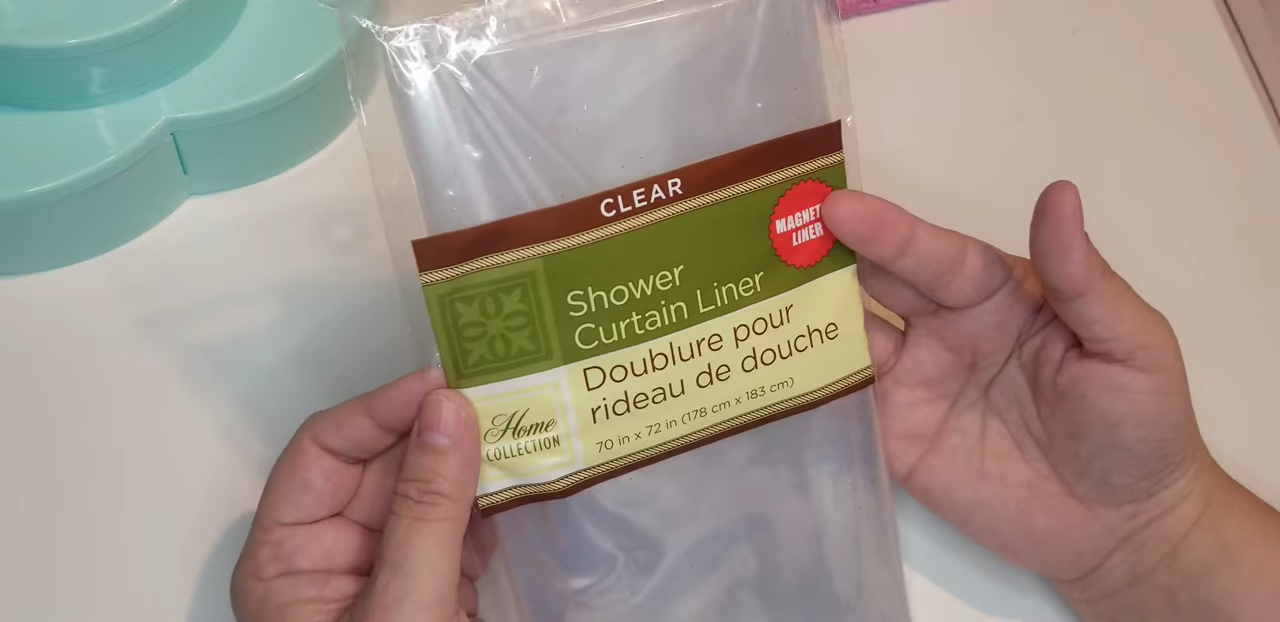 CLEAR
MAGNET
LINER
Shower
Curtain Liner
Doublure pour
rideau de douche
70 in x 72 in (178 cm x 183 cm)
Home
COLLECTION